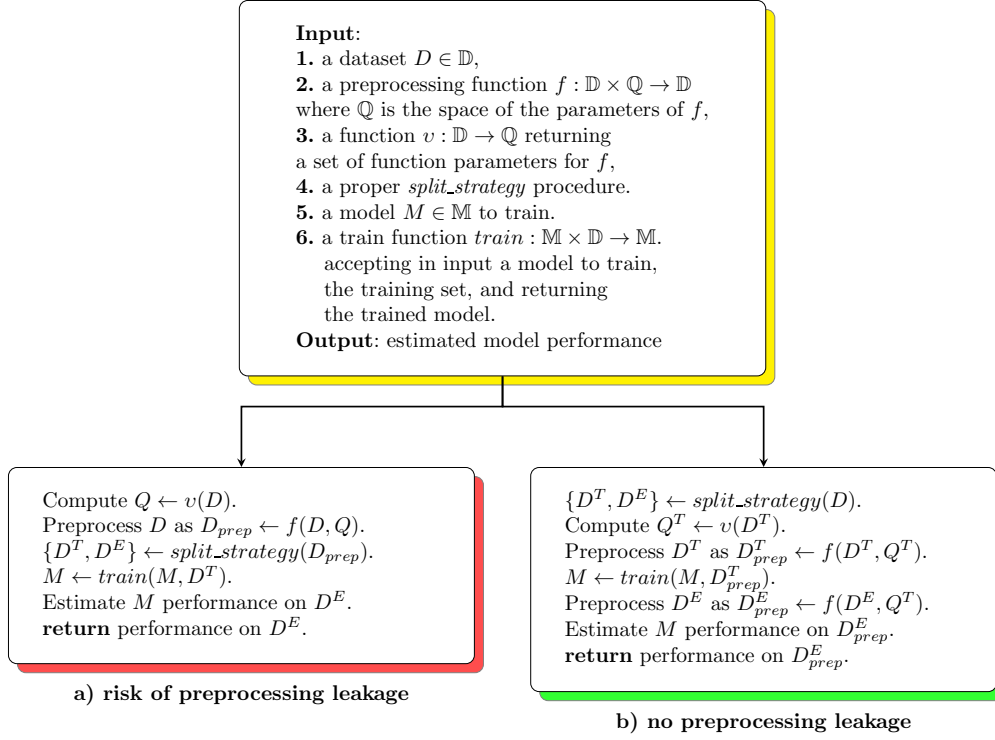 Input:
1. a dataset D ∈ 𝔻,
2. a preprocessing function f : 𝔻 × ℚ → 𝔻
where ℚ is the space of the parameters of f,
3. a function v : 𝔻 → ℚ returning
a set of function parameters for f,
4. a proper split_strategy procedure.
5. a model M ∈ 𝕄 to train.
6. a train function train : 𝕄 × 𝔻 → 𝕄.
accepting in input a model to train,
the training set, and returning
the trained model.
Output: estimated model performance
Compute Q ← v(D).
Preprocess D as D_prep ← f(D, Q).
{D^T, D^E} ← split_strategy(D_prep).
M ← train(M, D^T).
Estimate M performance on D^E.
return performance on D^E.
a) risk of preprocessing leakage
{D^T, D^E} ← split_strategy(D).
Compute Q^T ← v(D^T).
Preprocess D^T as D^T_prep ← f(D^T, Q^T).
M ← train(M, D^T_prep).
Preprocess D^E as D^E_prep ← f(D^E, Q^T).
Estimate M performance on D^E_prep.
return performance on D^E_prep.
b) no preprocessing leakage